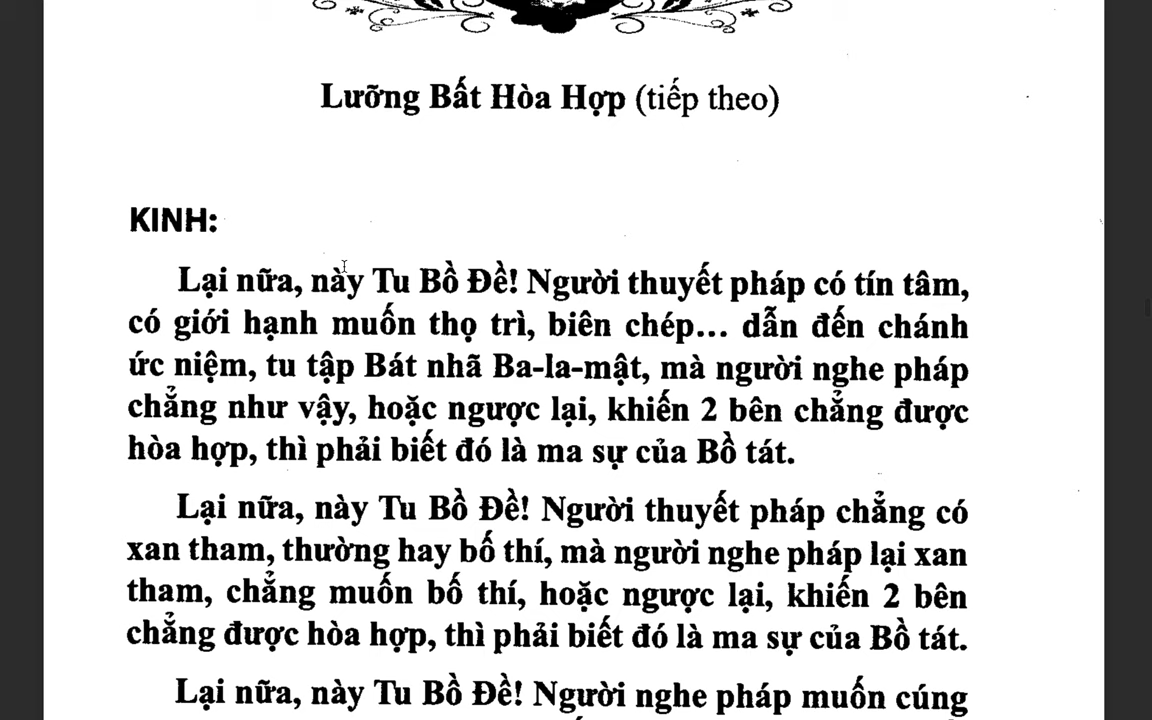 Lưỡng Bất Hòa Hợp (tiếp theo)
KINH:
Lại nữa, này Tu Bồ Đề! Người thuyết pháp có tín tâm,
có giới hạnh muốn thọ trì, biên chép... dẫn đến chánh
ức niệm, tu tập Bát nhã Ba-la-mật, mà người nghe pháp
chẳng như vậy, hoặc ngược lại, khiến 2 bên chẳng được
hòa hợp, thì phải biết đó là ma sự của Bồ tát.
Lại nữa, này Tu Bồ Đề! Người thuyết pháp chẳng có
xan tham, thường hay bố thí, mà người nghe pháp lại xan
tham, chẳng muốn bố thí, hoặc ngược lại, khiến 2 bên
chẳng được hòa hợp, thì phải biết đó là ma sự của Bồ tát.
Lại nữa, này Tu Bồ Đề! Người nghe pháp muốn cúng